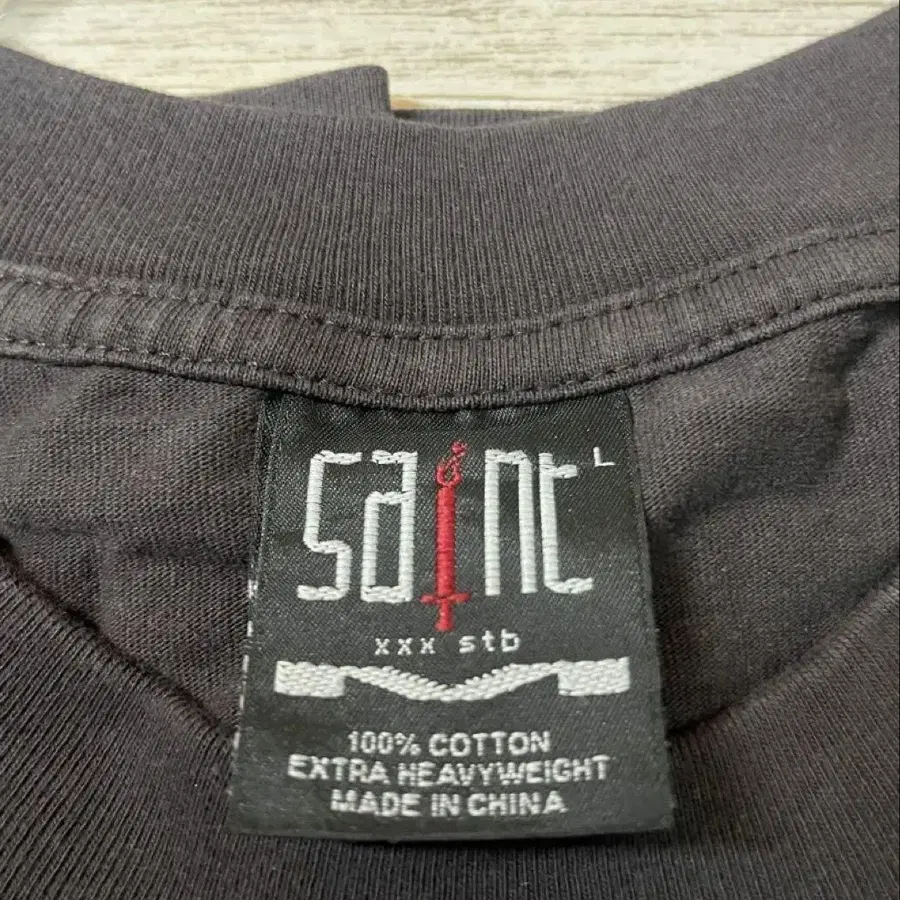 saint L
xxx stb
100% COTTON
EXTRA HEAVYWEIGHT
MADE IN CHINA